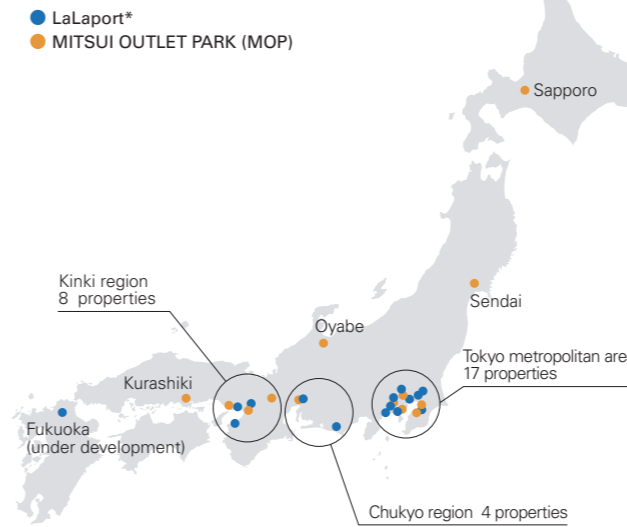 LaLaport*
MITSUI OUTLET PARK (MOP)
Sapporo
Sendai
Kinki region
8 properties
Oyabe
Tokyo metropolitan are
17 properties
Kurashiki
Fukuoka
(under development)
Chukyo region 4 properties